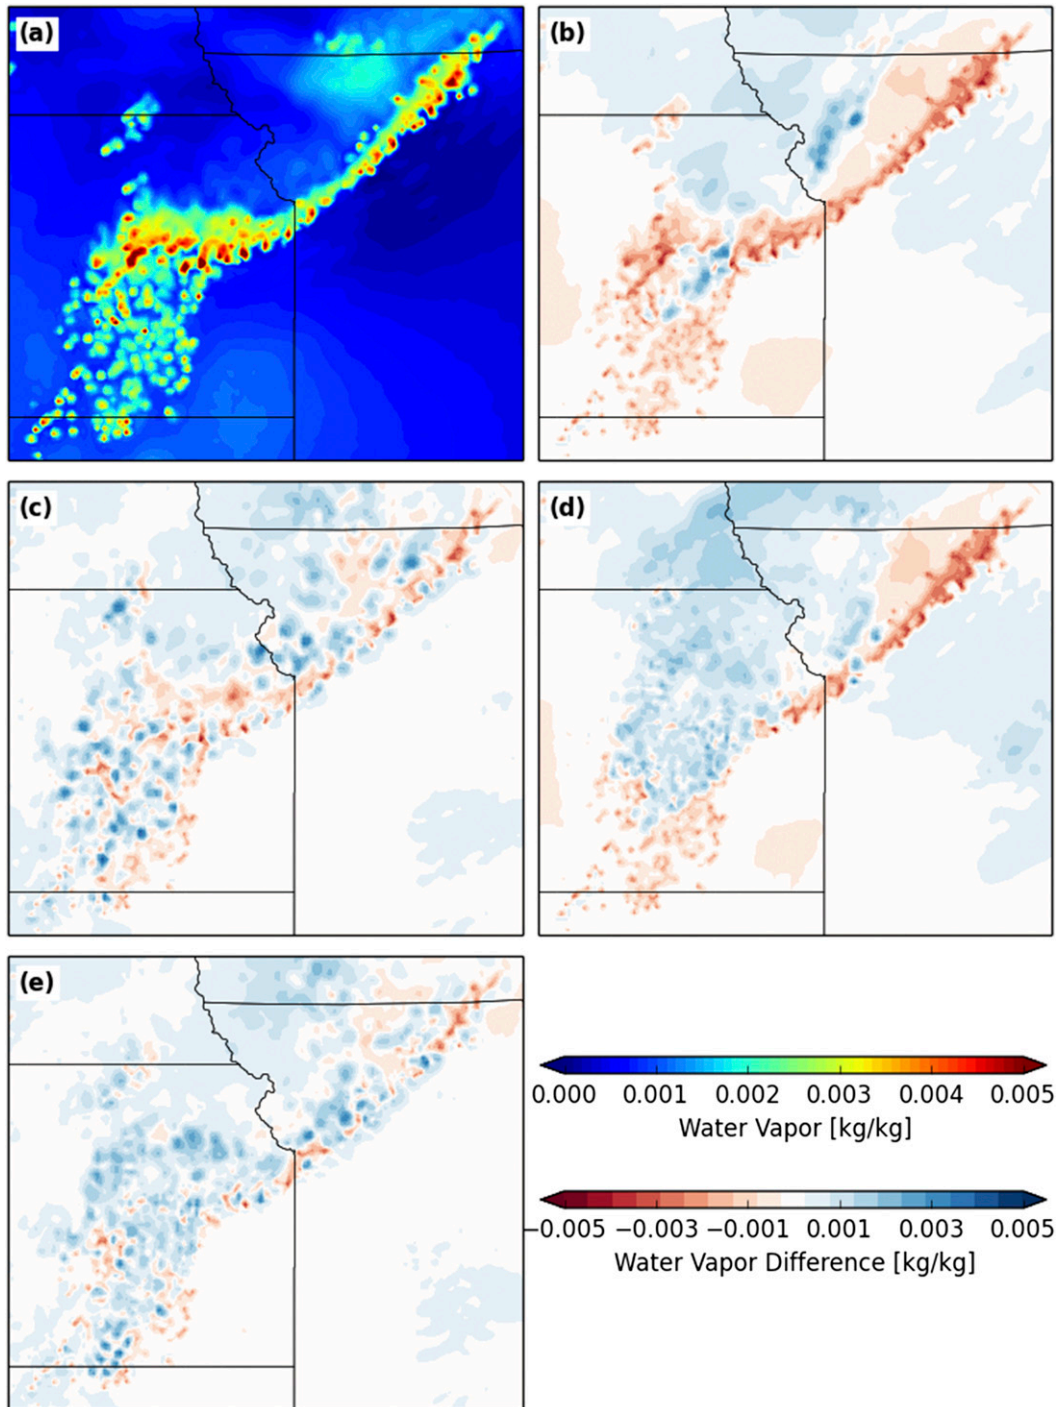 (a)
(b)
(c)
(d)
(e)
0.000 0.001 0.002 0.003 0.004 0.005
Water Vapor [kg/kg]
−0.005 −0.003 −0.001 0.001 0.003 0.005
Water Vapor Difference [kg/kg]